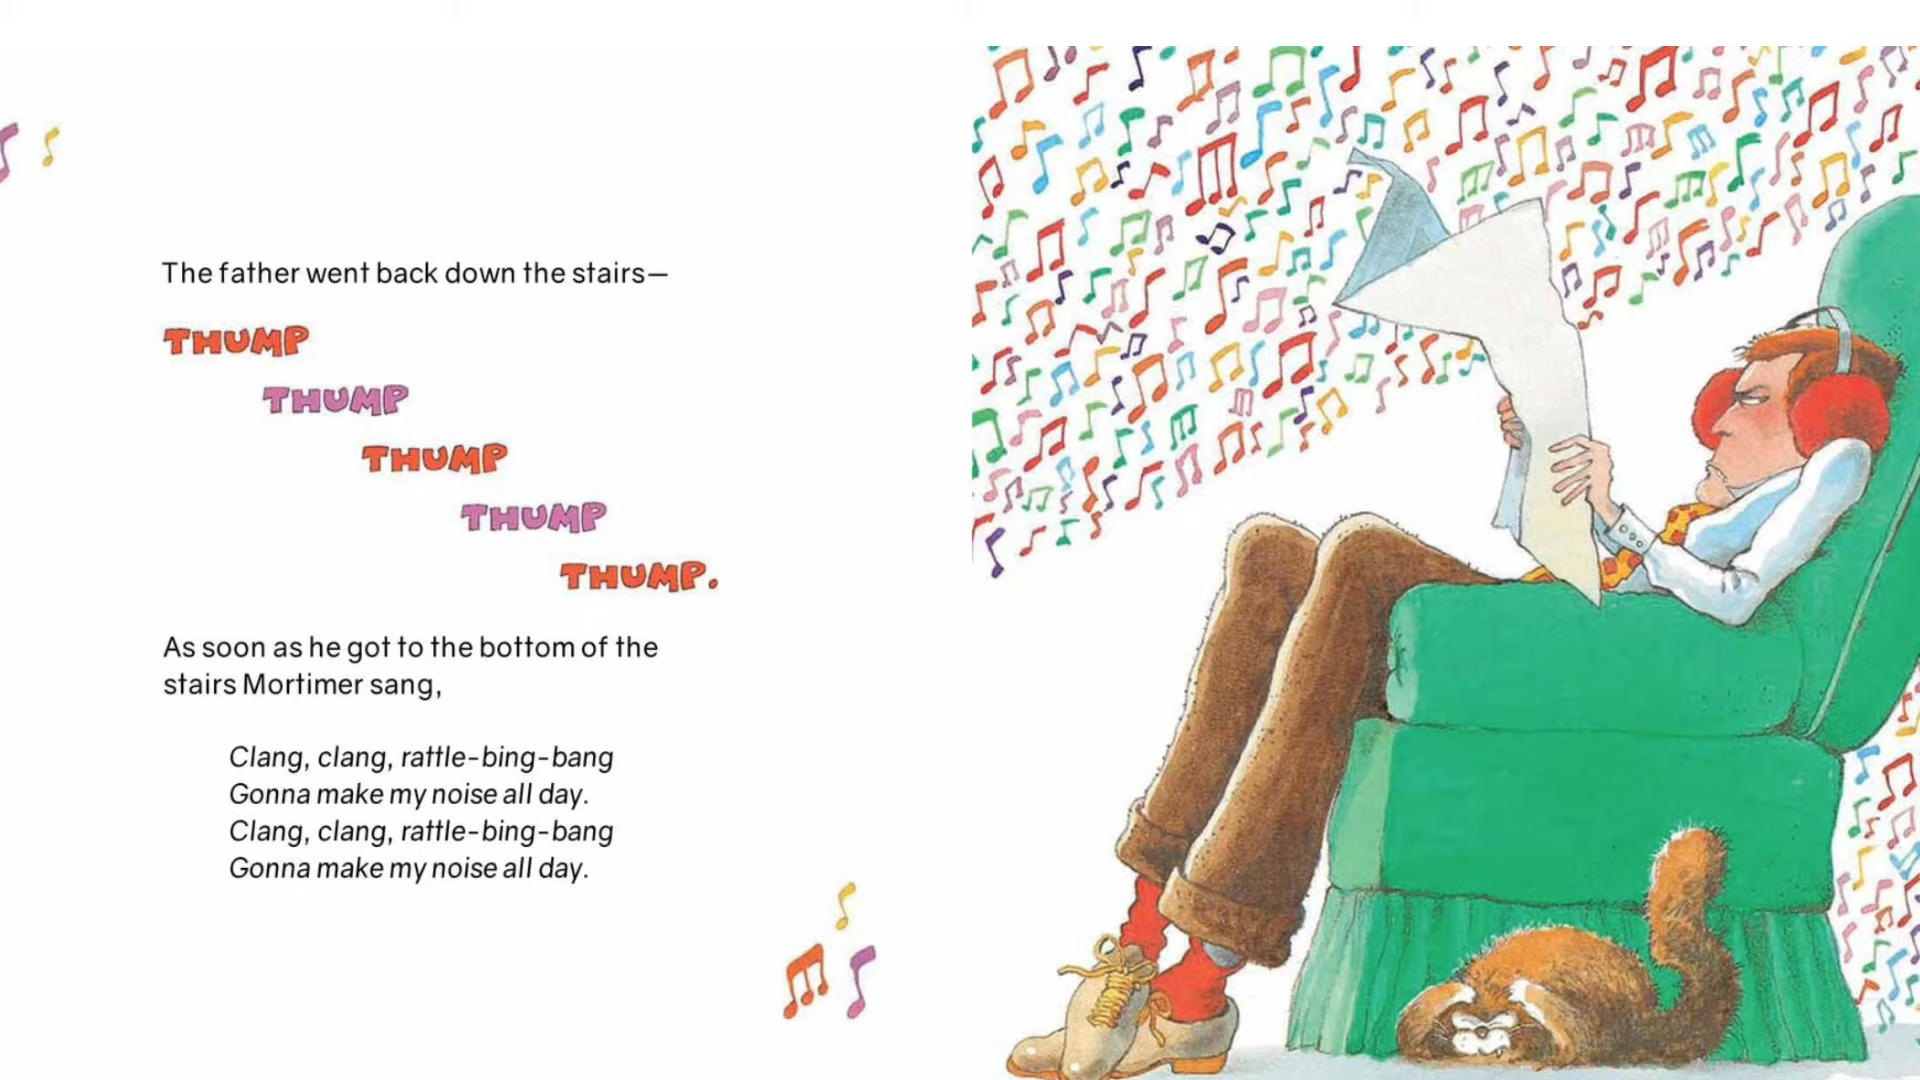 The father went back down the stairs—
THUMP
THUMP
THUMP
THUMP
THUMP.
As soon as he got to the bottom of the
stairs Mortimer sang,
Clang, clang, rattle-bing-bang
Gonna make my noise all day.
Clang, clang, rattle-bing-bang
Gonna make my noise all day.